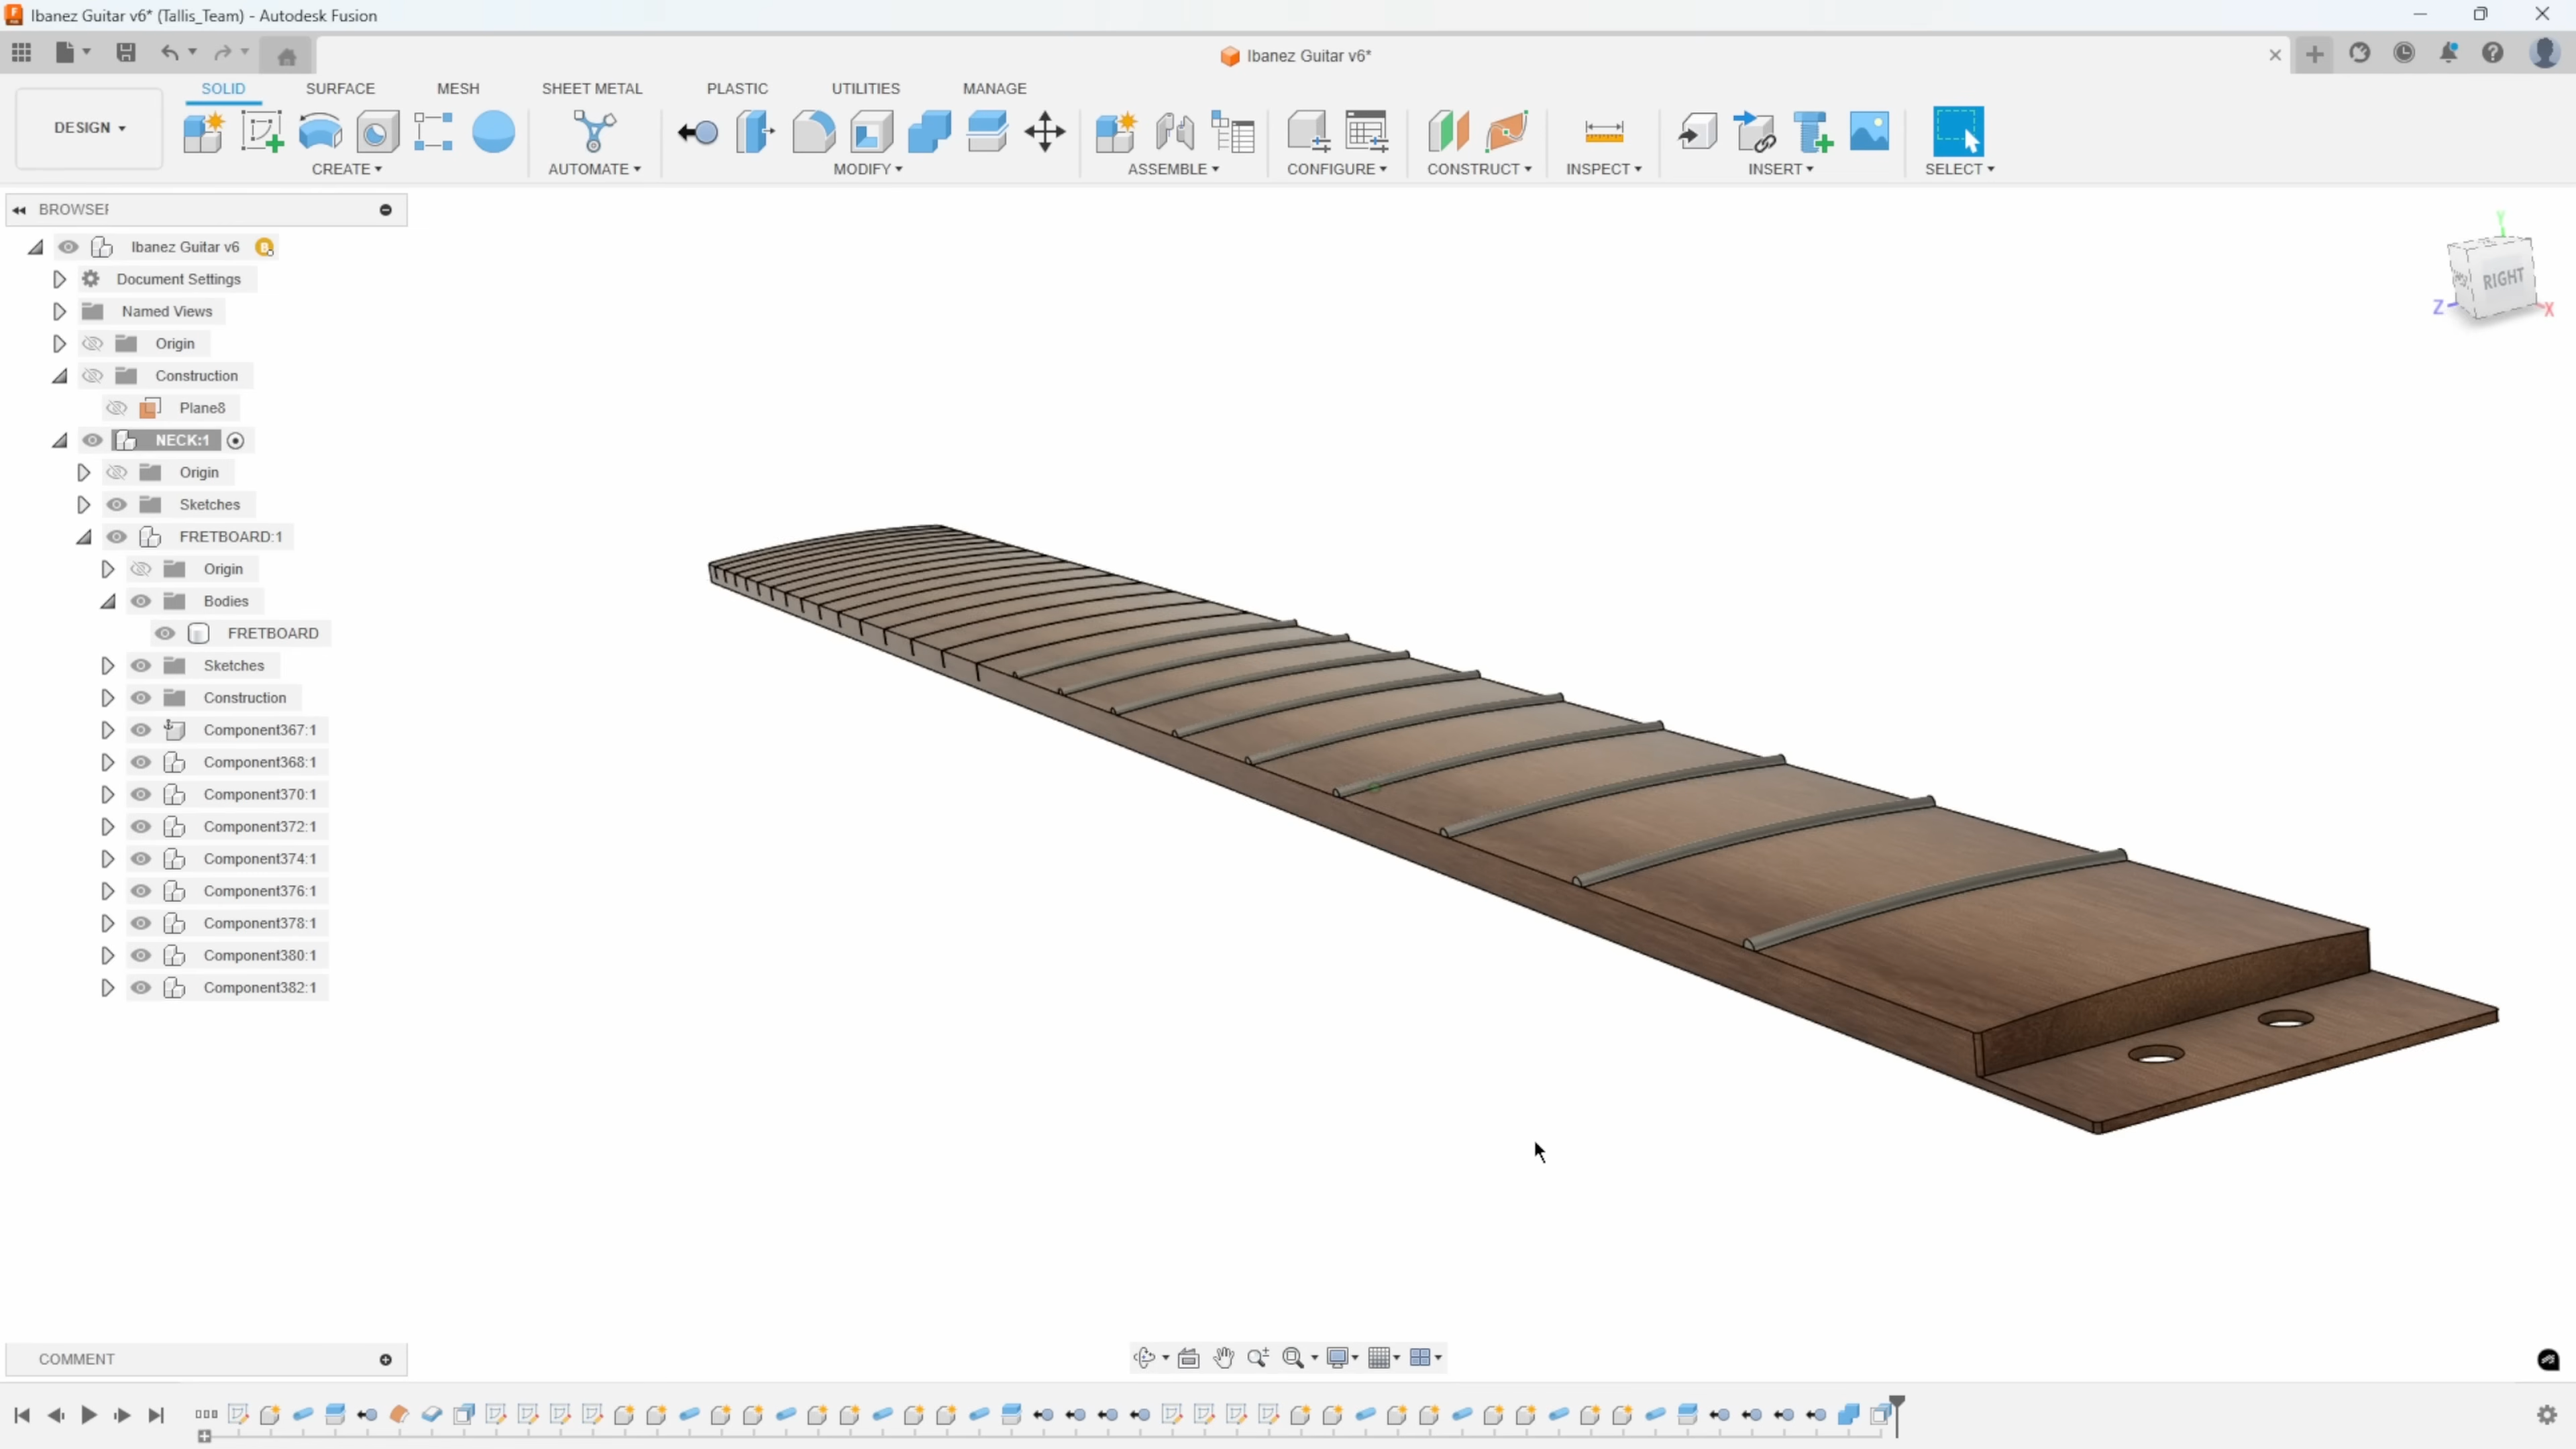 Ibanez Guitar v6* (Tallis_Team) - Autodesk Fusion
Ibanez Guitar v6*
SOLID SURFACE MESH SHEET METAL PLASTIC UTILITIES MANAGE
DESIGN
CREATE AUTOMATE MODIFY ASSEMBLE CONFIGURE CONSTRUCT INSPECT INSERT SELECT
BROWSER
Ibanez Guitar v6
Document Settings
Named Views
Origin
Construction
Plane8
NECK:1
Origin
Sketches
FRETBOARD:1
Origin
Bodies
FRETBOARD
Sketches
Construction
Component367:1
Component368:1
Component370:1
Component372:1
Component374:1
Component376:1
Component378:1
Component380:1
Component382:1
Y
RIGHT
Z
X
COMMENT